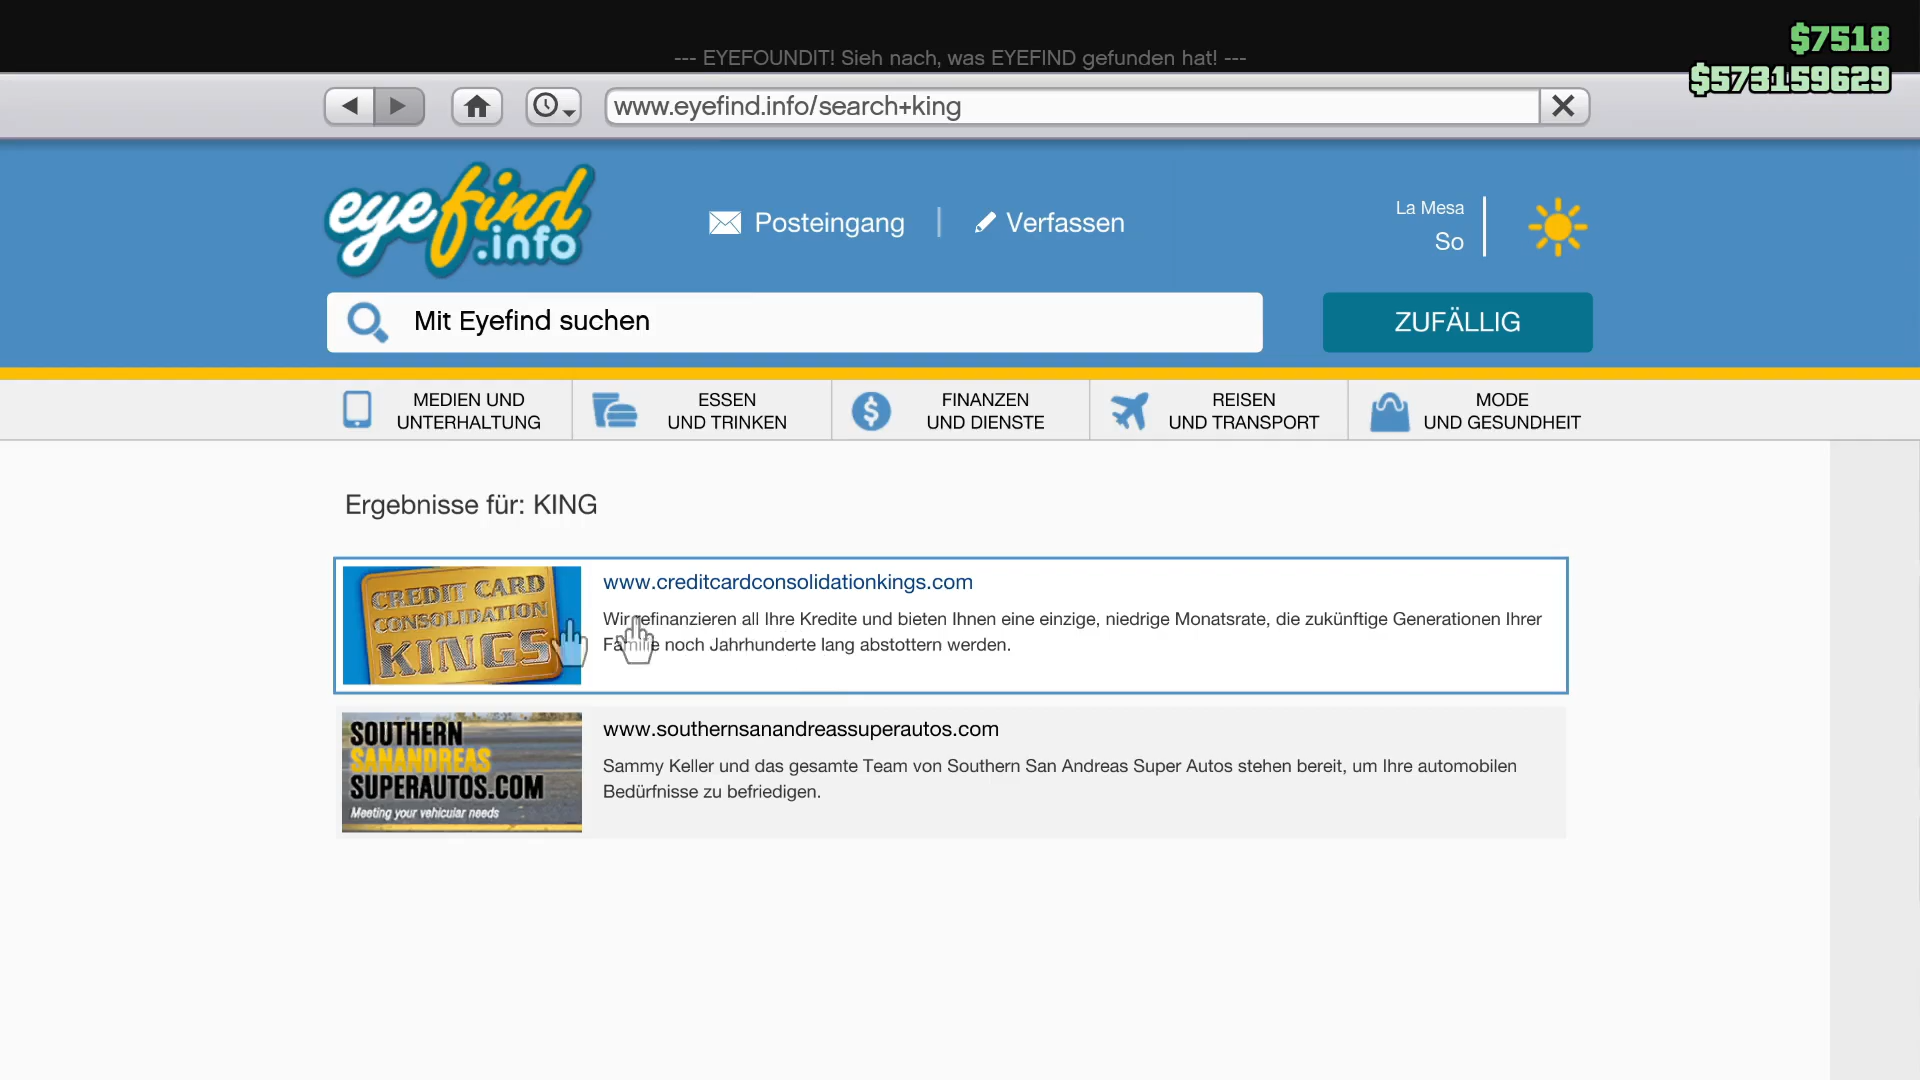 $7518
--- EYEFOUNDIT! Sieh nach, was EYEFIND gefunden hat! ---
$573159629
www.eyefind.info/search+king
eyefind
.info
Posteingang
Verfassen
La Mesa
So
Mit Eyefind suchen
ZUFÄLLIG
MEDIEN UND
UNTERHALTUNG
ESSEN
UND TRINKEN
FINANZEN
UND DIENSTE
REISEN
UND TRANSPORT
MODE
UND GESUNDHEIT
Ergebnisse für: KING
CREDIT CARD
CONSOLIDATION
KINGS
www.creditcardconsolidationkings.com
Wir refinanzieren all Ihre Kredite und bieten Ihnen eine einzige, niedrige Monatsrate, die zukünftige Generationen Ihrer
Familie noch Jahrhunderte lang abstottern werden.
SOUTHERN
SANANDREAS
SUPERAUTOS.COM
Meeting your vehicular needs
www.southernsanandreassuperautos.com
Sammy Keller und das gesamte Team von Southern San Andreas Super Autos stehen bereit, um Ihre automobilen
Bedürfnisse zu befriedigen.